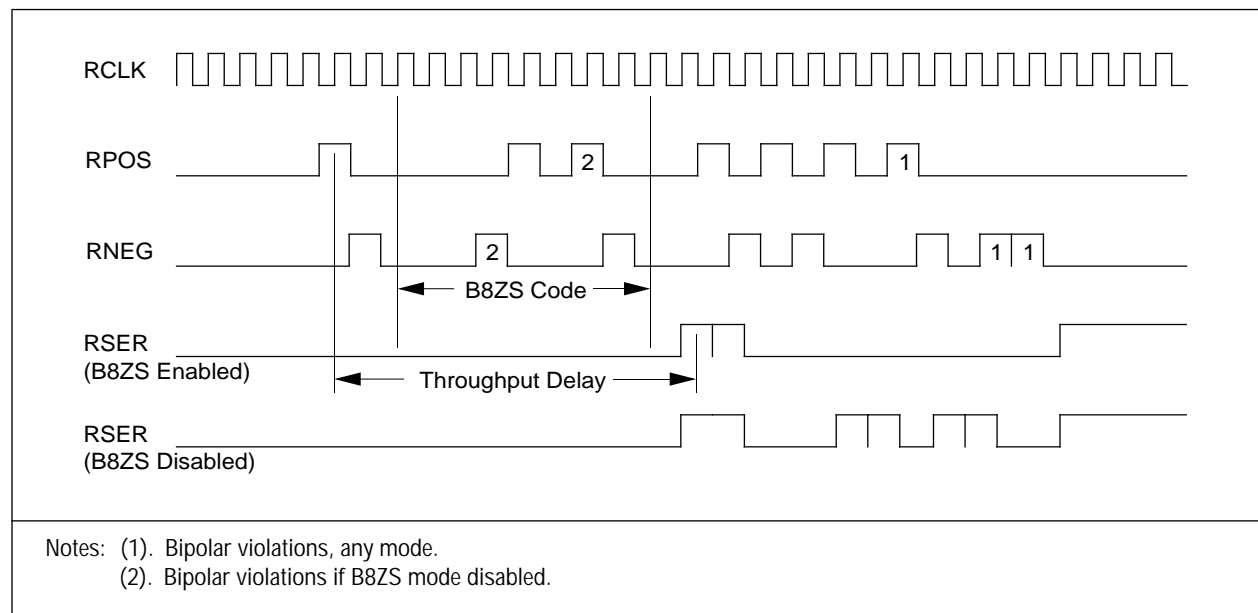 RCLK
RPOS
2
1
RNEG
2
1 1
B8ZS Code
RSER
(B8ZS Enabled)
Throughput Delay
RSER
(B8ZS Disabled)
Notes: (1). Bipolar violations, any mode.
(2). Bipolar violations if B8ZS mode disabled.